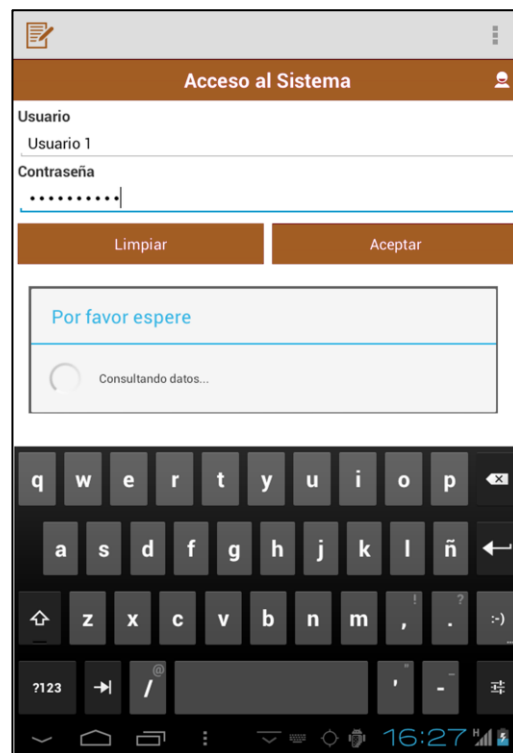 Acceso al Sistema
Usuario
Usuario 1
Contraseña
••••••••••
Limpiar
Aceptar
Por favor espere
Consultando datos...
q w e r t y u i o p
a s d f g h j k l ñ
! ?
z x c v b n m , . :-)
@ " _
?123 / ' -
16:27 H